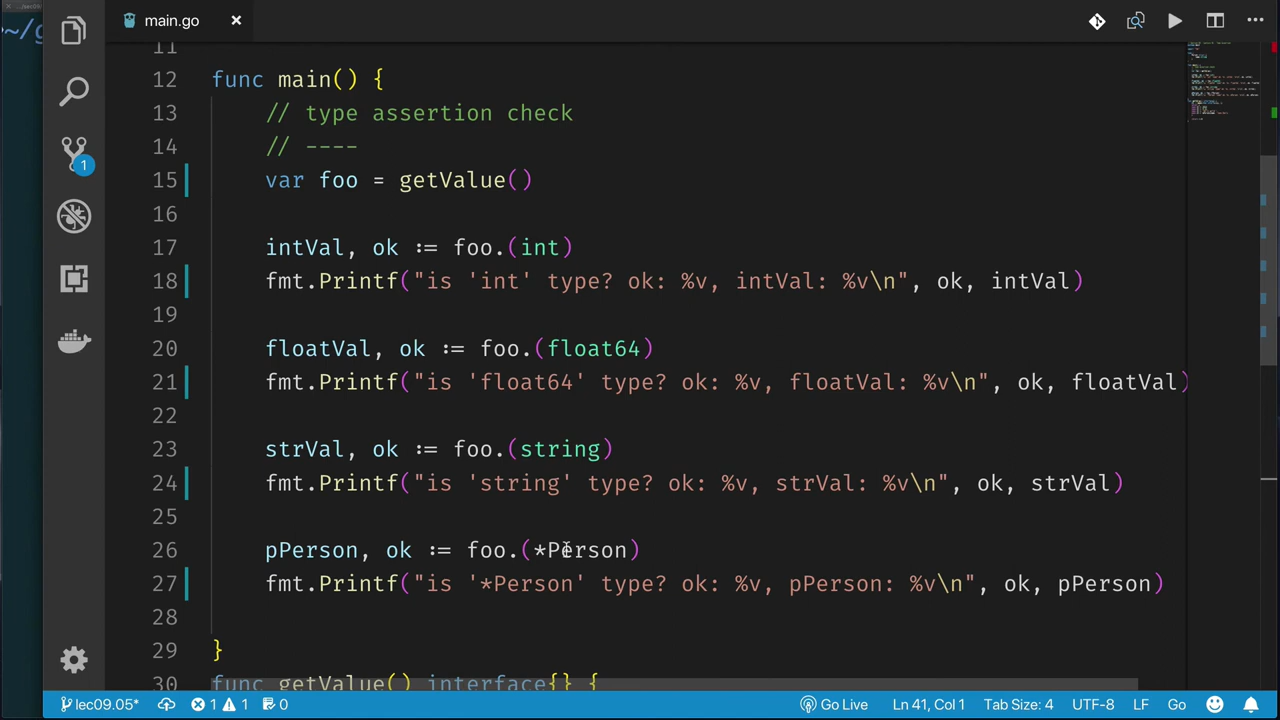 main.go
11
12 func main() {
13 // type assertion check
14 // ----
15 var foo = getValue()
16
17 intVal, ok := foo.(int)
18 fmt.Printf("is 'int' type? ok: %v, intVal: %v\n", ok, intVal)
19
20 floatVal, ok := foo.(float64)
21 fmt.Printf("is 'float64' type? ok: %v, floatVal: %v\n", ok, floatVal)
22
23 strVal, ok := foo.(string)
24 fmt.Printf("is 'string' type? ok: %v, strVal: %v\n", ok, strVal)
25
26 pPerson, ok := foo.(*Person)
27 fmt.Printf("is '*Person' type? ok: %v, pPerson: %v\n", ok, pPerson)
28
29 }
30 func getValue() interface{} {
1
lec09.05* 1 1 0 Go Live Ln 41, Col 1 Tab Size: 4 UTF-8 LF Go